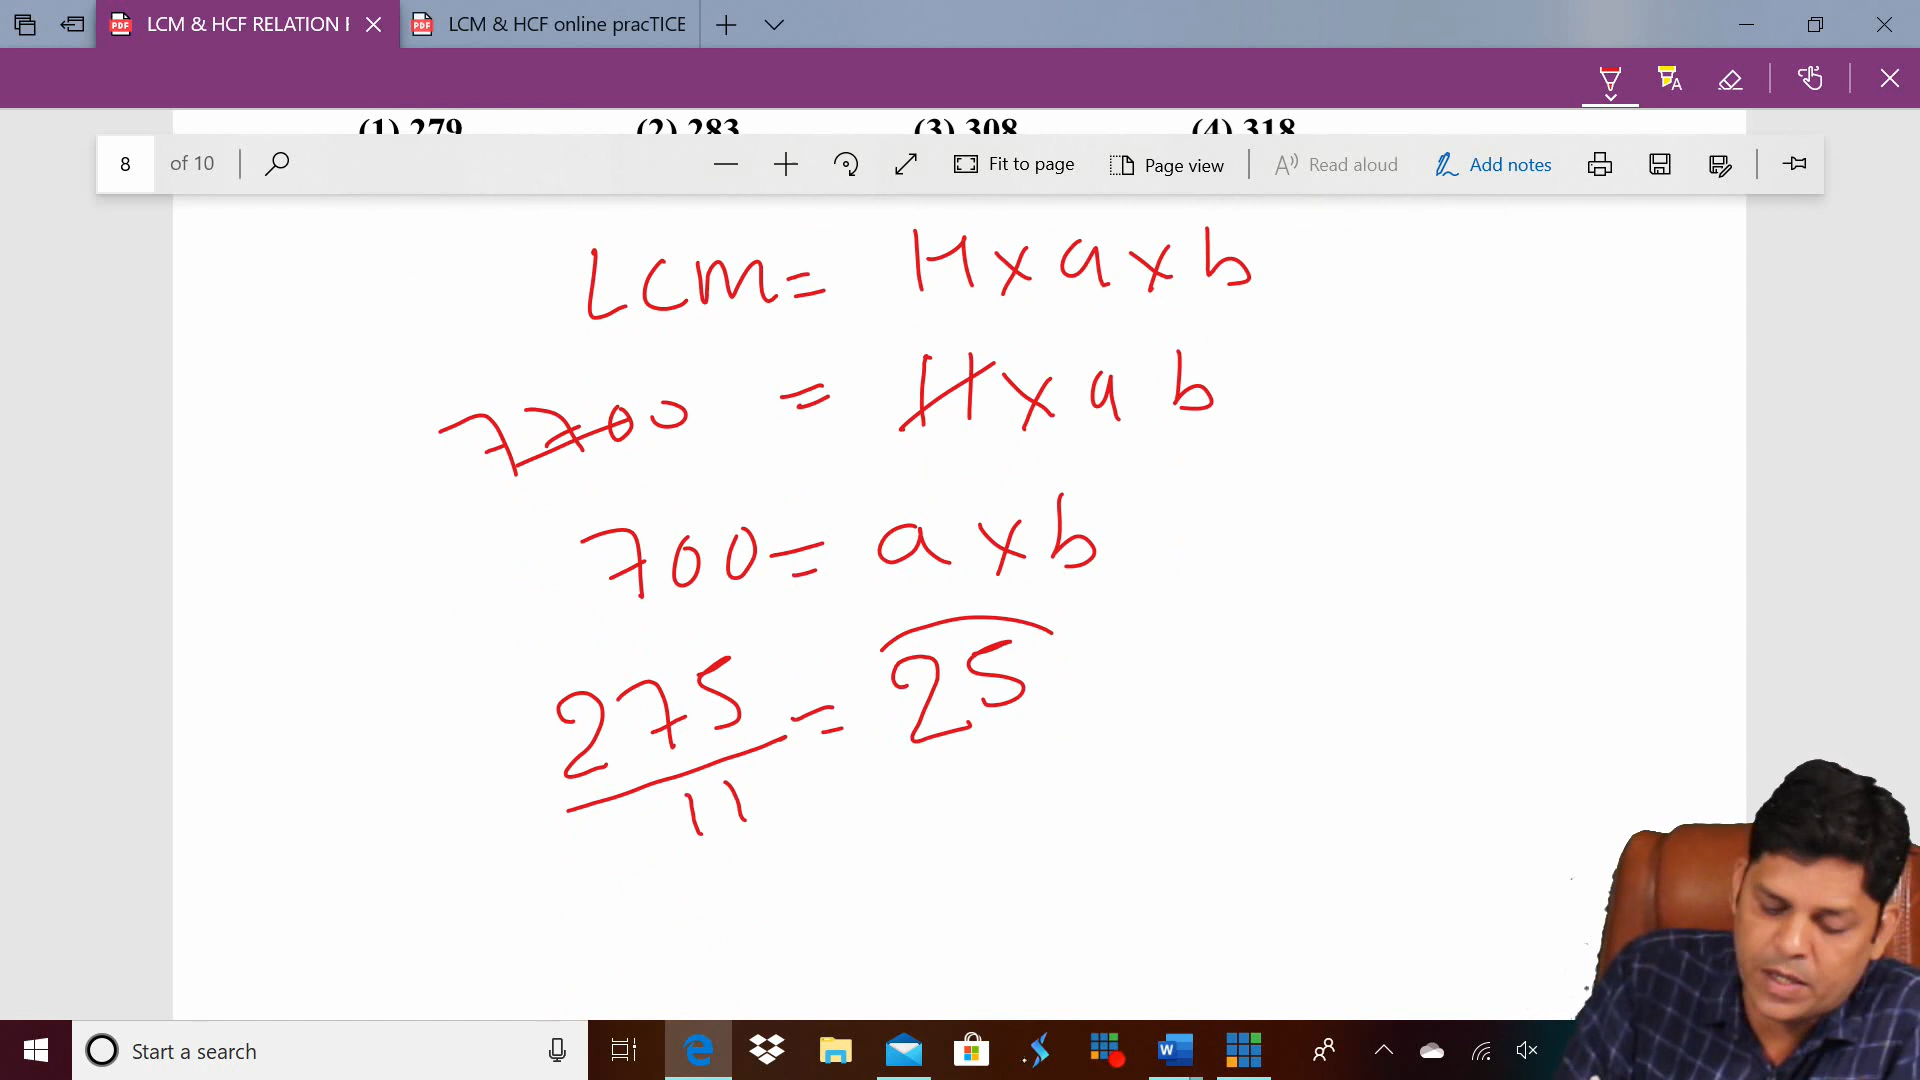 LCM & HCF RELATION F
LCM & HCF online pracTICE
(1) 279 (2) 283 (3) 308 (4) 318
8 of 10
Fit to page
Page view
Read aloud
Add notes
LCM = H x a x b
7700 = H x a b
700 = a x b
275 = 25
11
Start a search